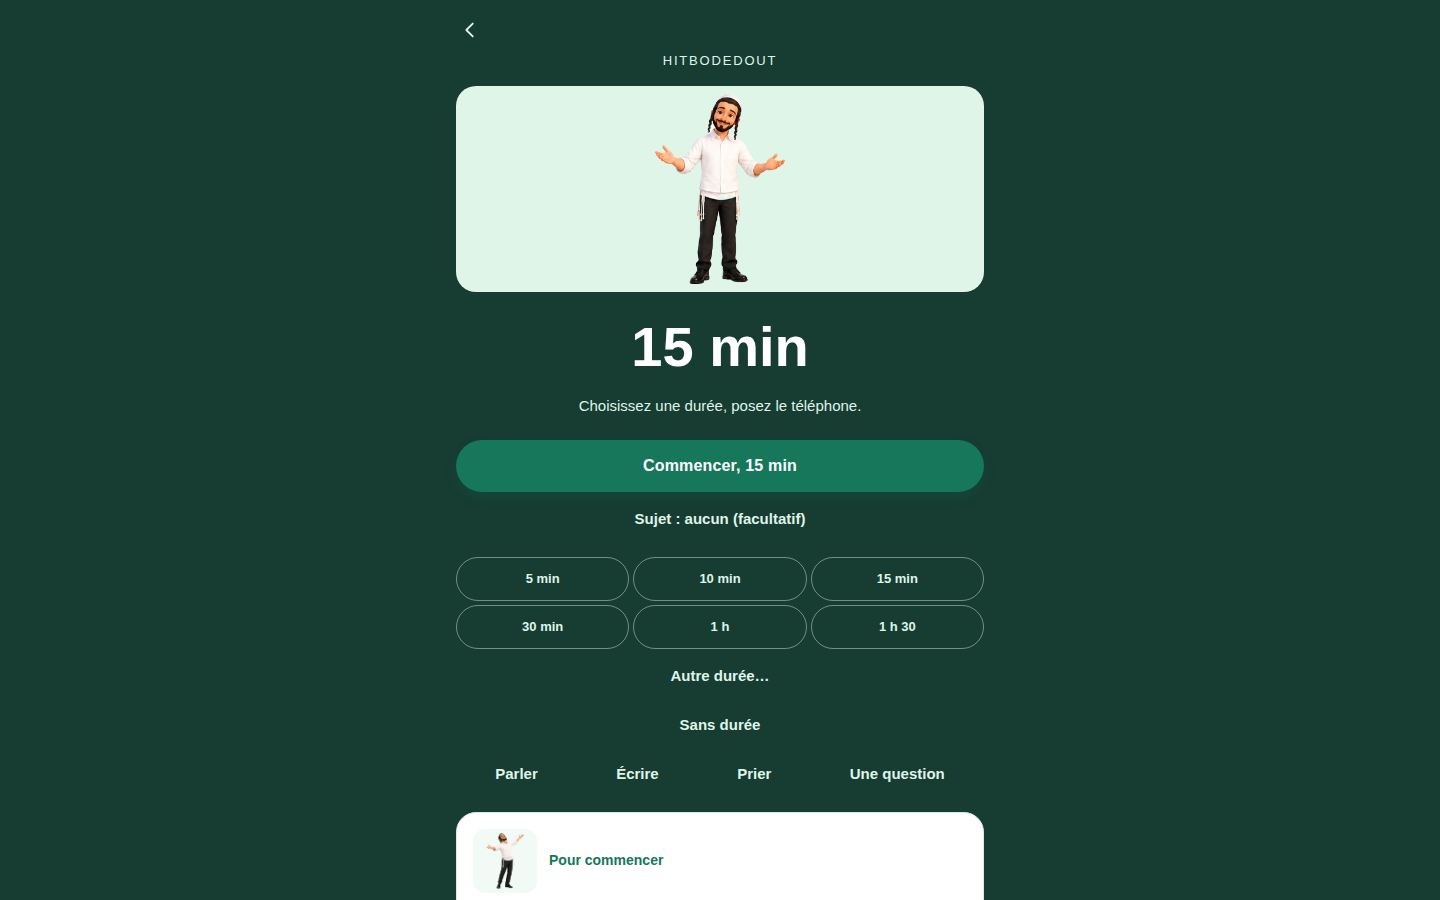 HITBODEDOUT
15 min
Choisissez une durée, posez le téléphone.
Commencer, 15 min
Sujet : aucun (facultatif)
5 min
10 min
15 min
30 min
1 h
1 h 30
Autre durée…
Sans durée
Parler
Écrire
Prier
Une question
Pour commencer